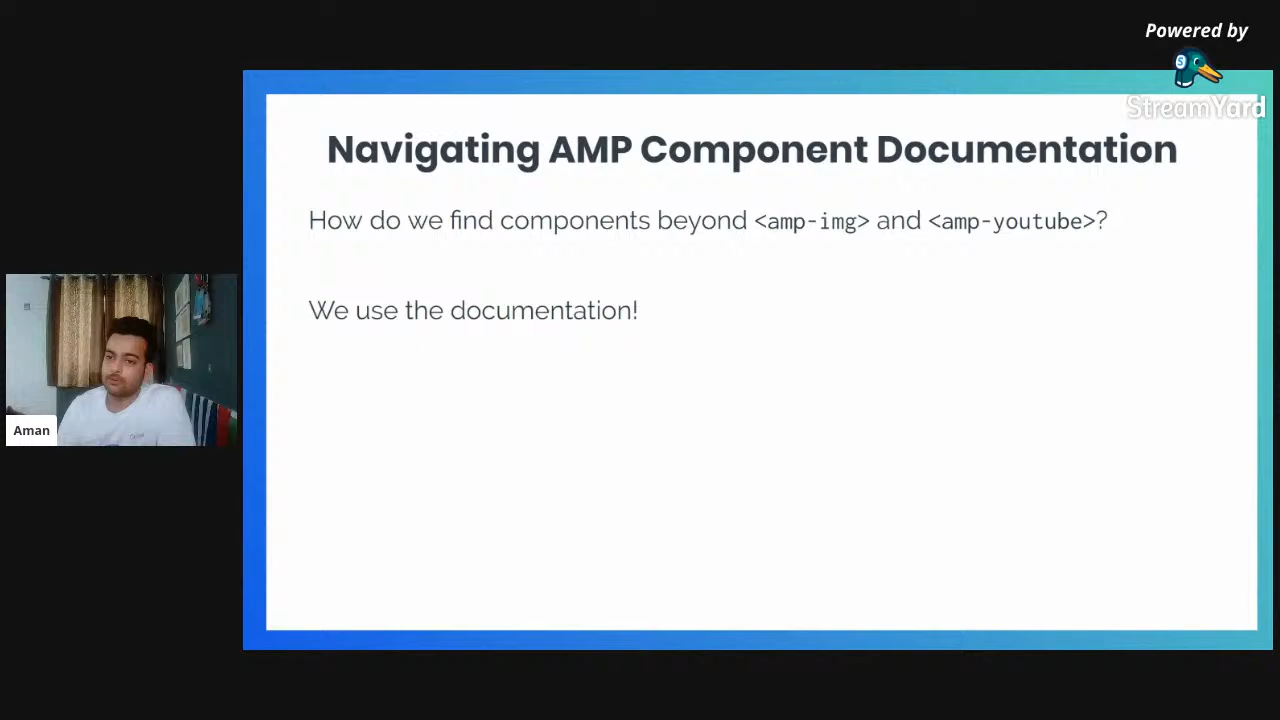 Powered by
StreamYard
Navigating AMP Component Documentation
How do we find components beyond <amp-img> and <amp-youtube>?
We use the documentation!
Aman